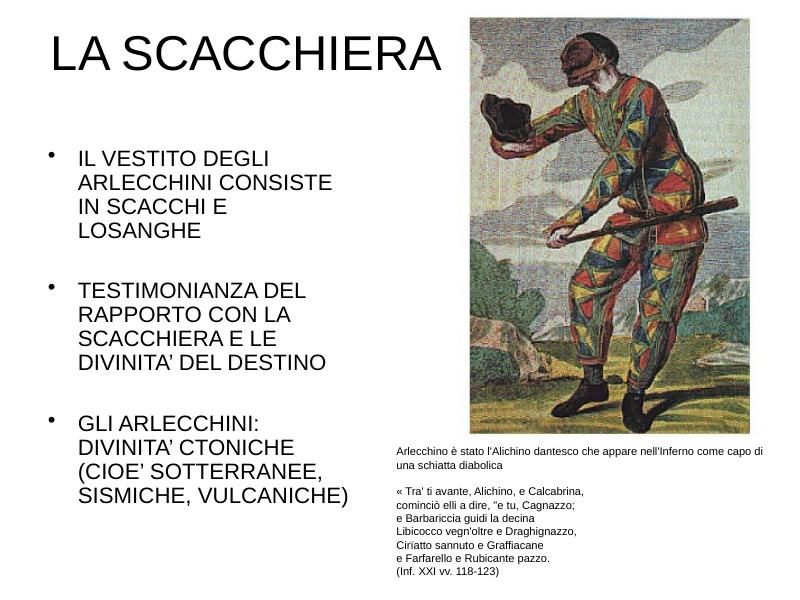 LA SCACCHIERA
• IL VESTITO DEGLI
ARLECCHINI CONSISTE
IN SCACCHI E
LOSANGHE
• TESTIMONIANZA DEL
RAPPORTO CON LA
SCACCHIERA E LE
DIVINITA’ DEL DESTINO
• GLI ARLECCHINI:
DIVINITA’ CTONICHE
(CIOE’ SOTTERRANEE,
SISMICHE, VULCANICHE)
Arlecchino è stato l'Alichino dantesco che appare nell'Inferno come capo di
una schiatta diabolica
« Tra' ti avante, Alichino, e Calcabrina,
cominciò elli a dire, "e tu, Cagnazzo;
e Barbariccia guidi la decina
Libicocco vegn'oltre e Draghignazzo,
Cirïatto sannuto e Graffiacane
e Farfarello e Rubicante pazzo.
(Inf. XXI vv. 118-123)